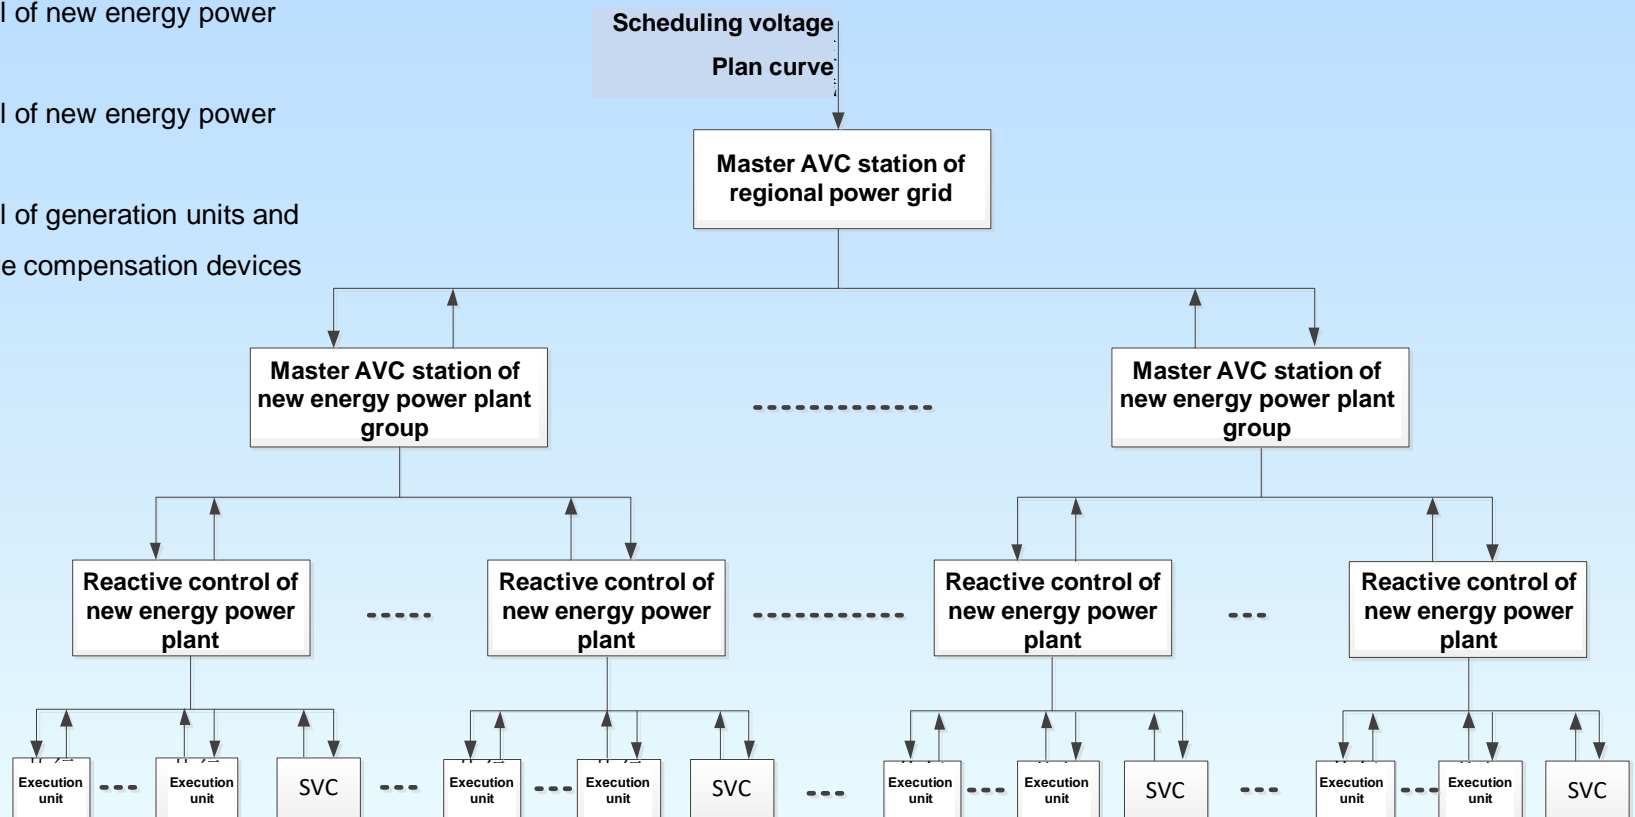 l of new energy power
l of new energy power
l of generation units and
e compensation devices
Scheduling voltage
Plan curve
Master AVC station of
regional power grid
Master AVC station of
new energy power plant
group
Master AVC station of
new energy power plant
group
Reactive control of
new energy power
plant
Reactive control of
new energy power
plant
Reactive control of
new energy power
plant
Reactive control of
new energy power
plant
Execution
unit
Execution
unit
SVC
Execution
unit
Execution
unit
SVC
Execution
unit
Execution
unit
SVC
Execution
unit
Execution
unit
SVC